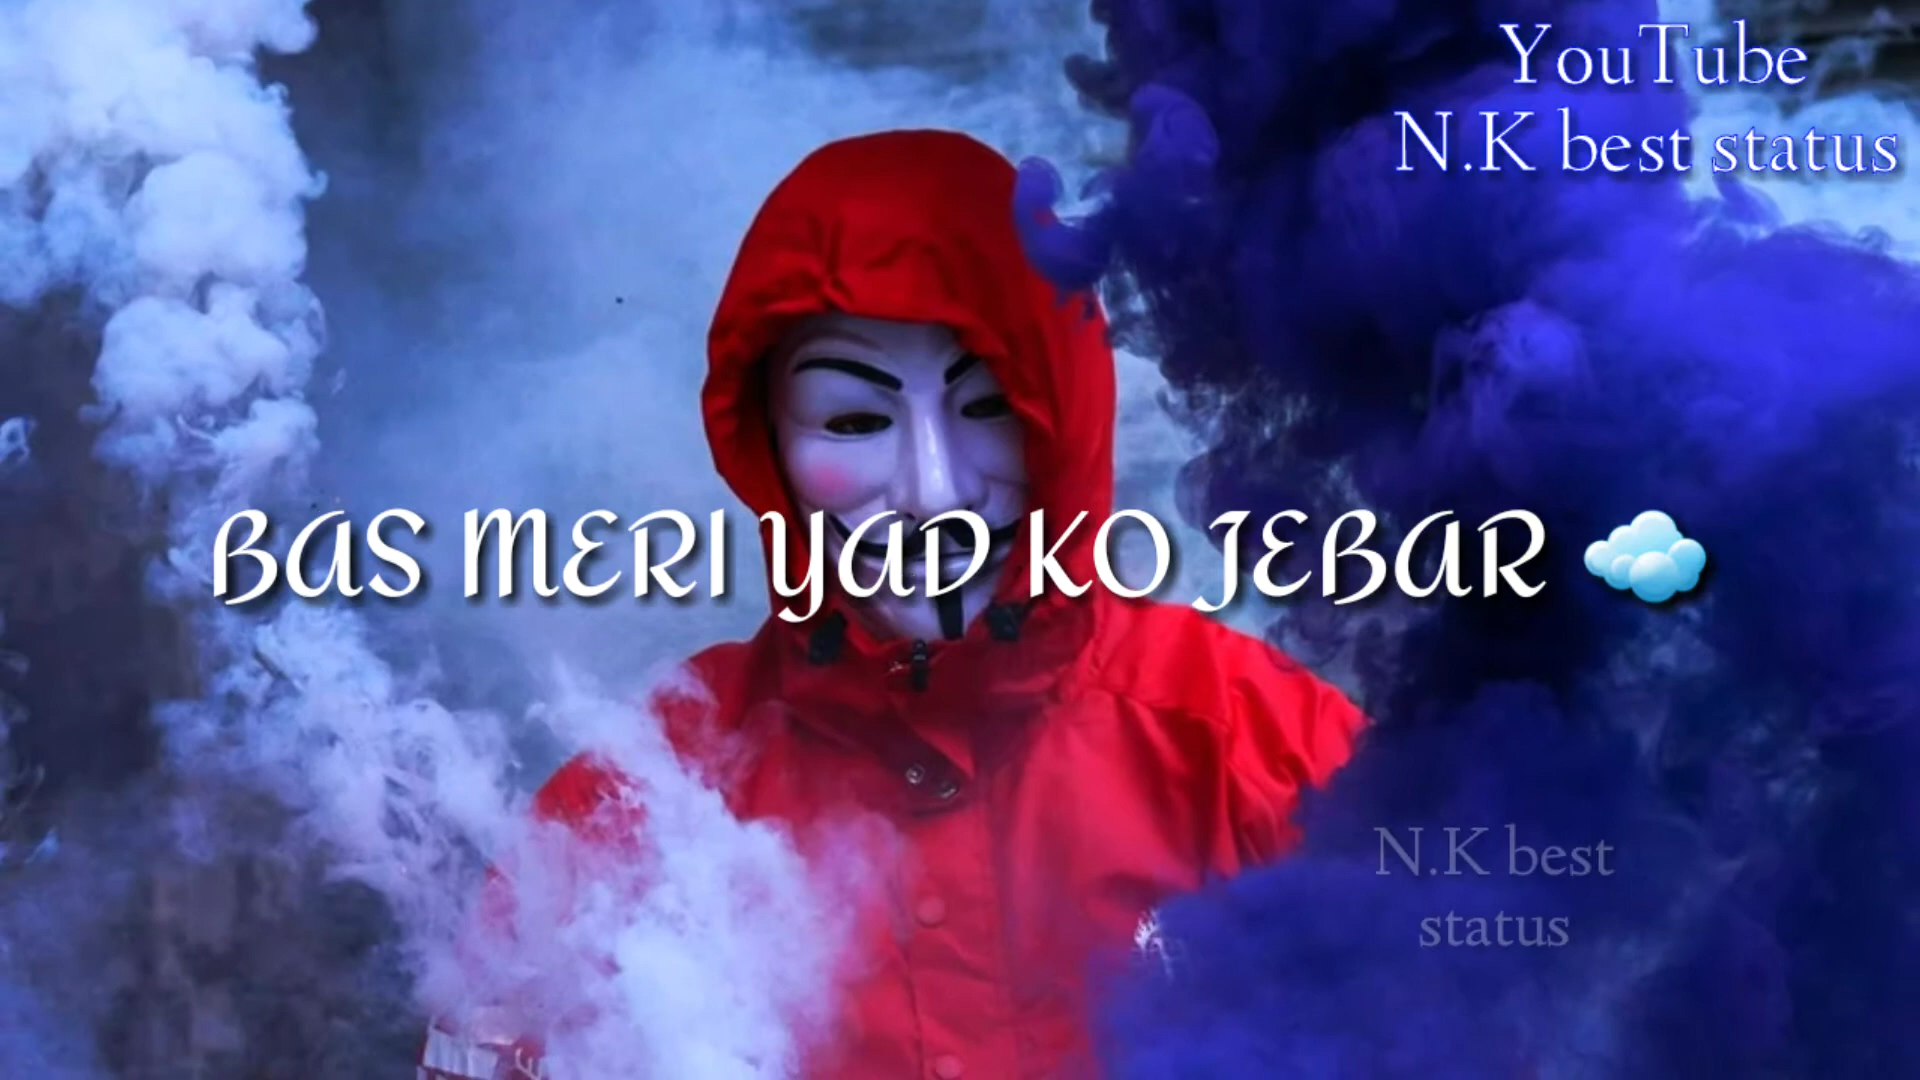 YouTube
N.K best status
BAS MERI YAD KO JEBAR ☁️
N.K best
status